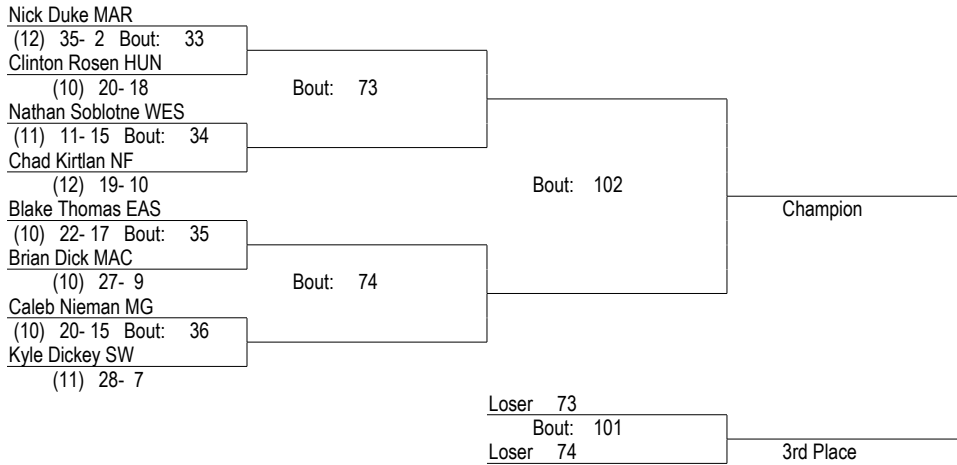 Nick Duke MAR
(12) 35- 2 Bout: 33
Clinton Rosen HUN
(10) 20- 18
Bout: 73
Nathan Soblotne WES
(11) 11- 15 Bout: 34
Chad Kirtlan NF
(12) 19- 10
Bout: 102
Blake Thomas EAS
Champion
(10) 22- 17 Bout: 35
Brian Dick MAC
(10) 27- 9
Bout: 74
Caleb Nieman MG
(10) 20- 15 Bout: 36
Kyle Dickey SW
(11) 28- 7
Loser 73
Bout: 101
Loser 74
3rd Place